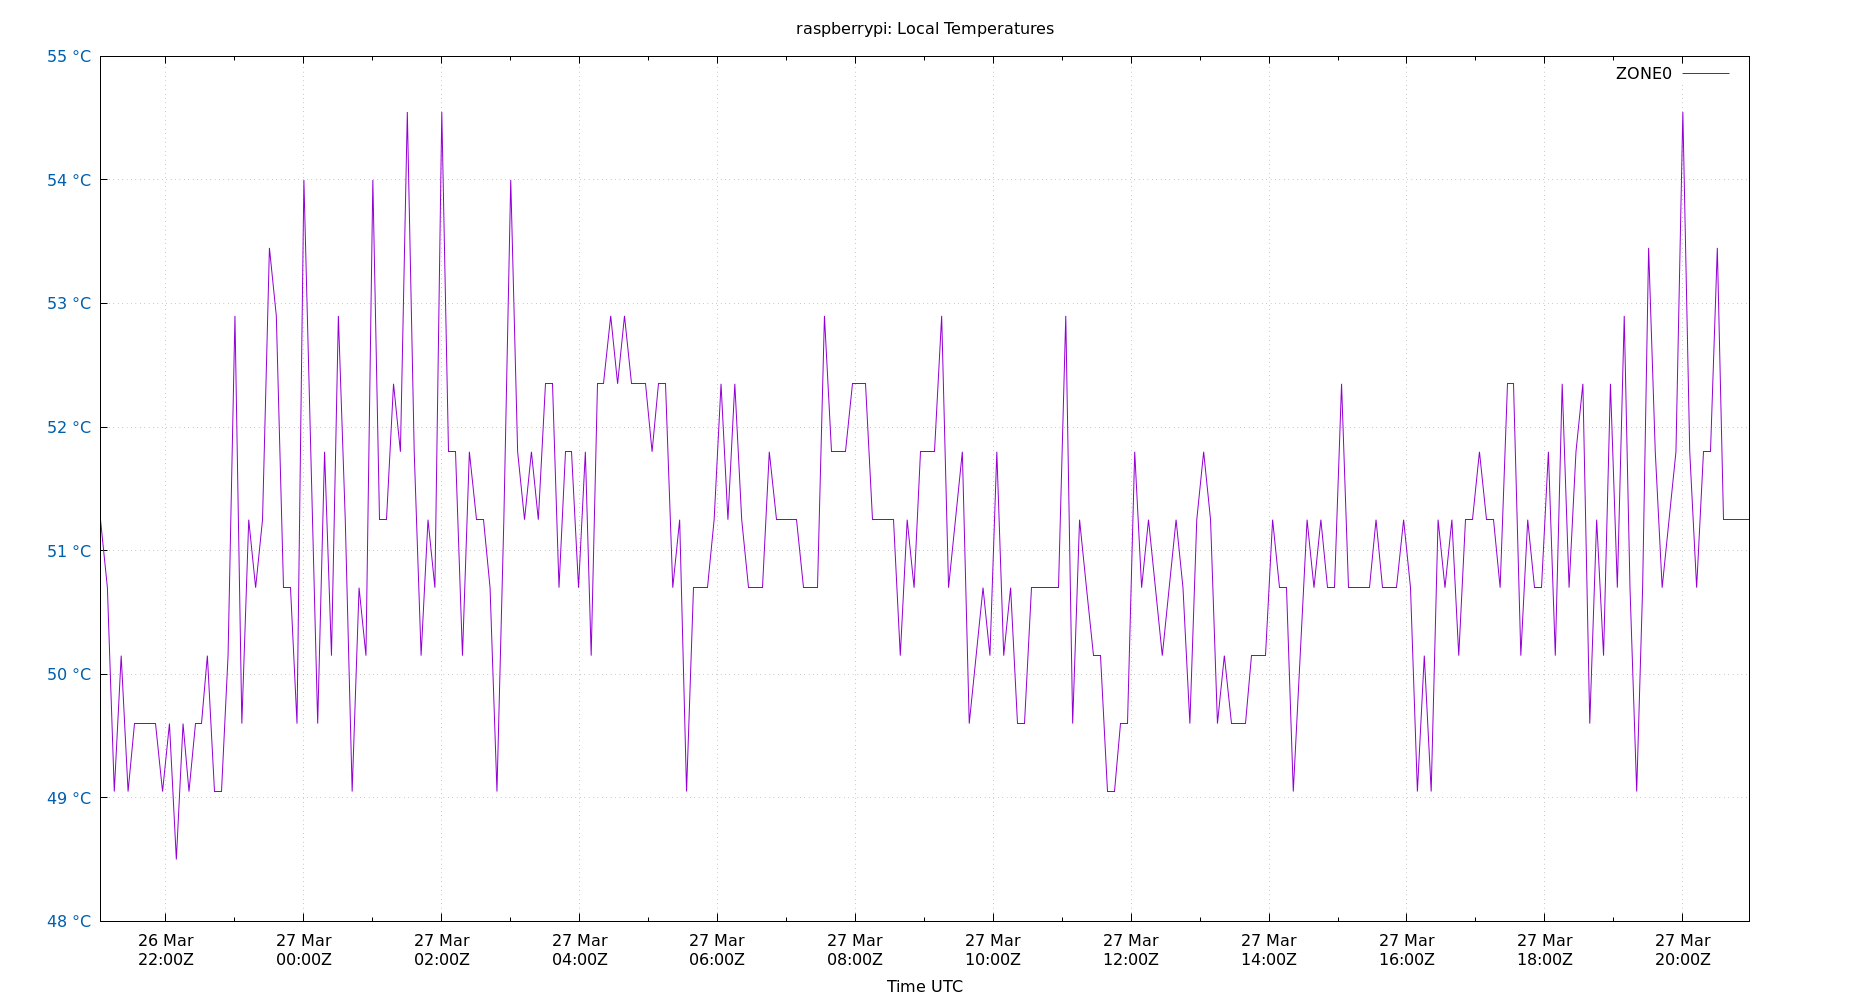 raspberrypi: Local Temperatures
55 °C
ZONE0
54 °C
53 °C
52 °C
51 °C
50 °C
49 °C
48 °C
26 Mar 27 Mar 27 Mar 27 Mar 27 Mar 27 Mar 27 Mar 27 Mar 27 Mar 27 Mar 27 Mar 27 Mar
22:00Z 00:00Z 02:00Z 04:00Z 06:00Z 08:00Z 10:00Z 12:00Z 14:00Z 16:00Z 18:00Z 20:00Z
Time UTC